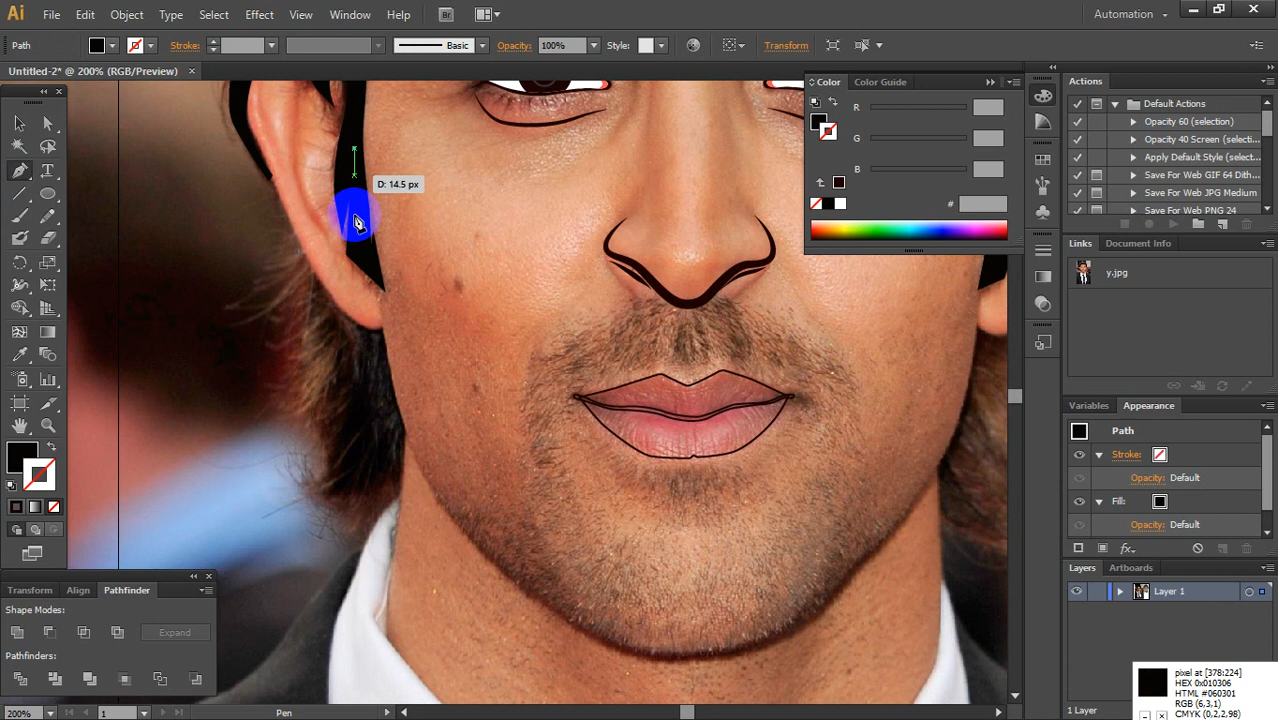 Ai File Edit Object Type Select Effect View Window Help Br Automation
Path Stroke: Basic Opacity: 100% Style: Transform
Untitled-2* @ 200% (RGB/Preview) ×
Color Color Guide
R
G
B
#
D: 14.5 px
Actions
Default Actions
Opacity 60 (selection)
Opacity 40 Screen (selecti...
Apply Default Style (select...
Save For Web GIF 64 Dith...
Save For Web JPG Medium
Save For Web PNG 24
Links Document Info
y.jpg
Variables Appearance
Path
Stroke:
Opacity: Default
Fill:
Opacity: Default
fx
Layers Artboards
Layer 1
1 Layer
Transform Align Pathfinder
Shape Modes:
Expand
Pathfinders:
200% 1 Pen
pixel at [378:224]
HEX 0x010306
HTML #060301
RGB (6,3,1)
CMYK (0,2,2,98)